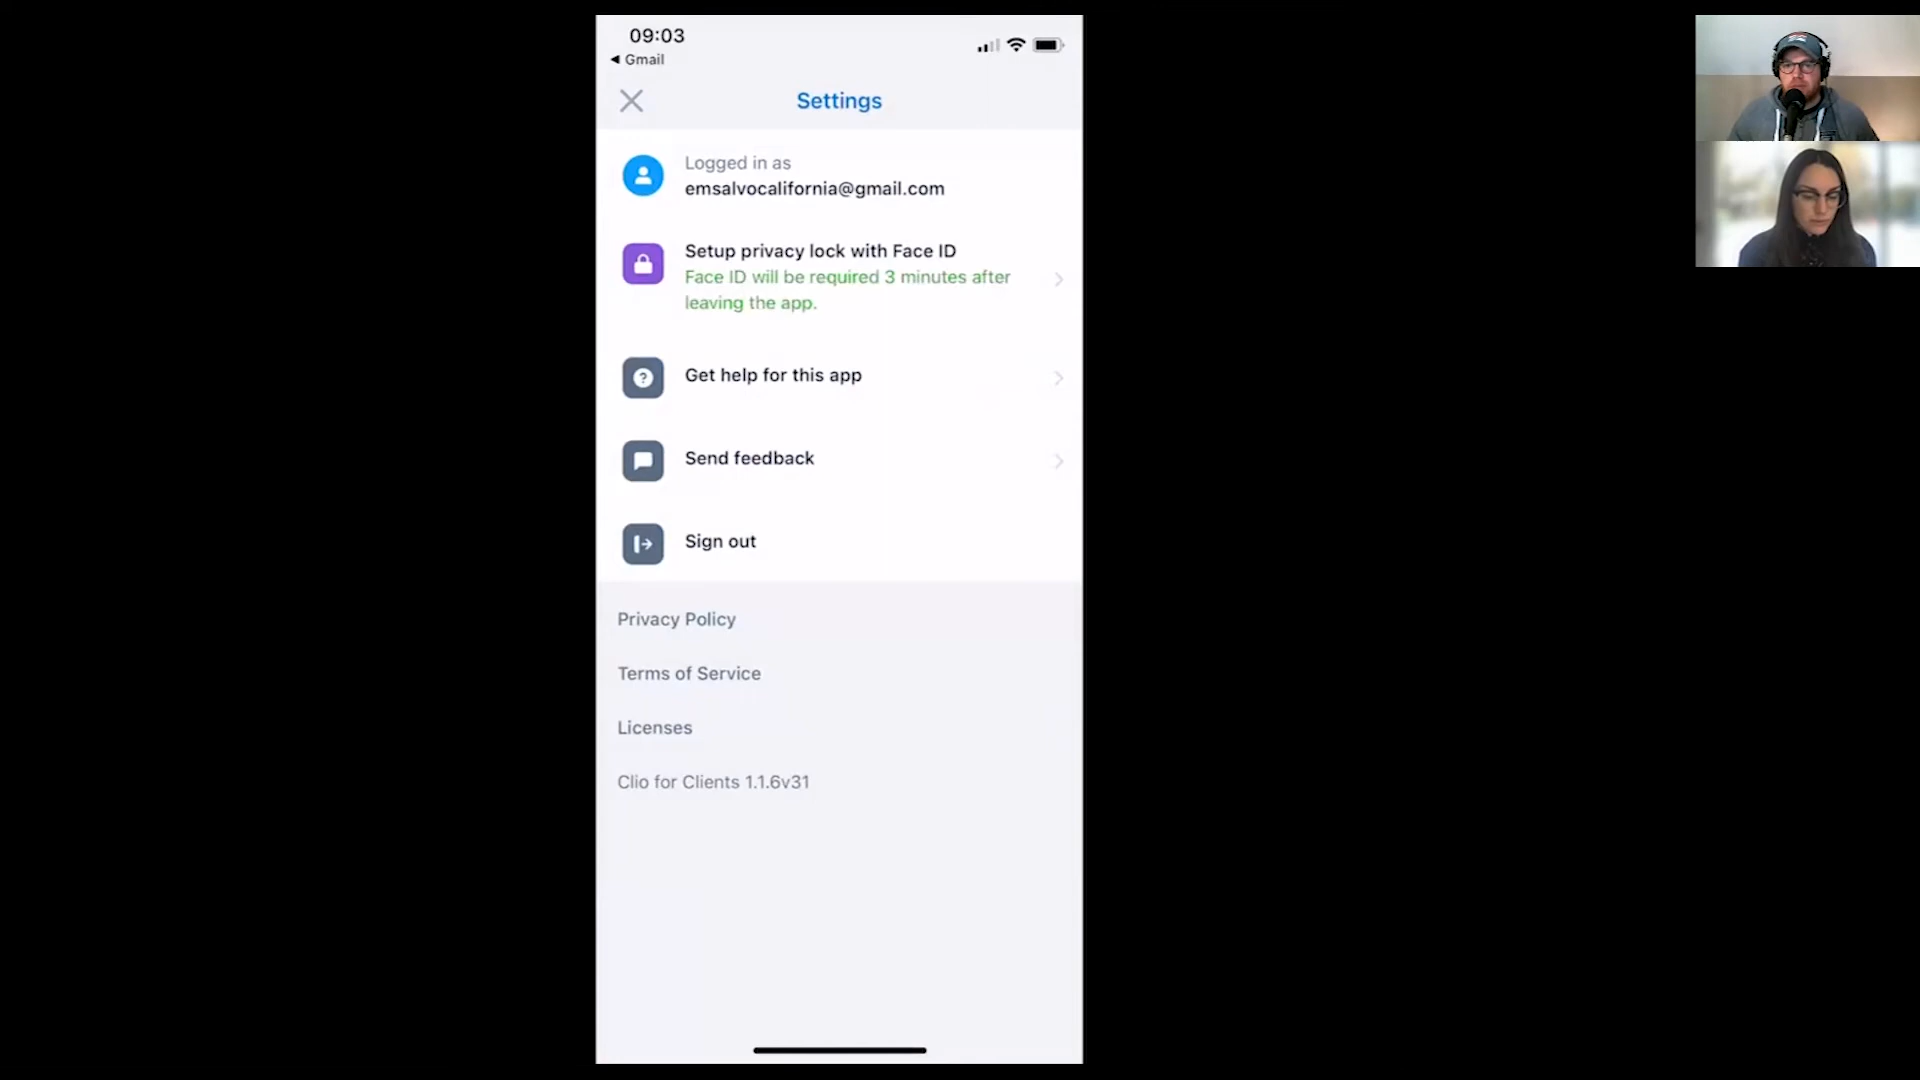 09:03
◀ Gmail
Settings
Logged in as
emsalvocalifornia@gmail.com
Setup privacy lock with Face ID
Face ID will be required 3 minutes after
leaving the app.
Get help for this app
Send feedback
Sign out
Privacy Policy
Terms of Service
Licenses
Clio for Clients 1.1.6v31